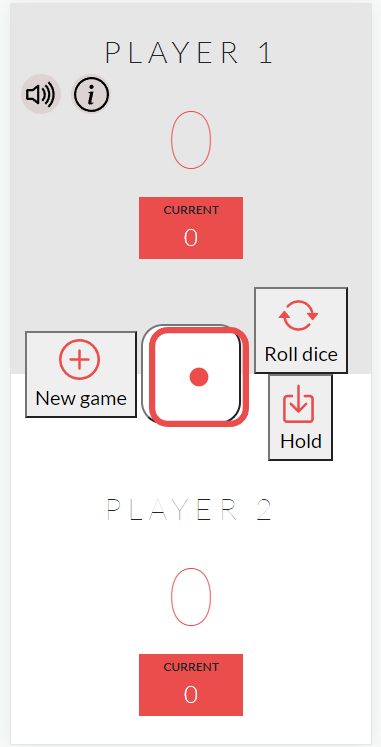 PLAYER 1
i
0
CURRENT
0
Roll dice
New game
Hold
PLAYER 2
0
CURRENT
0